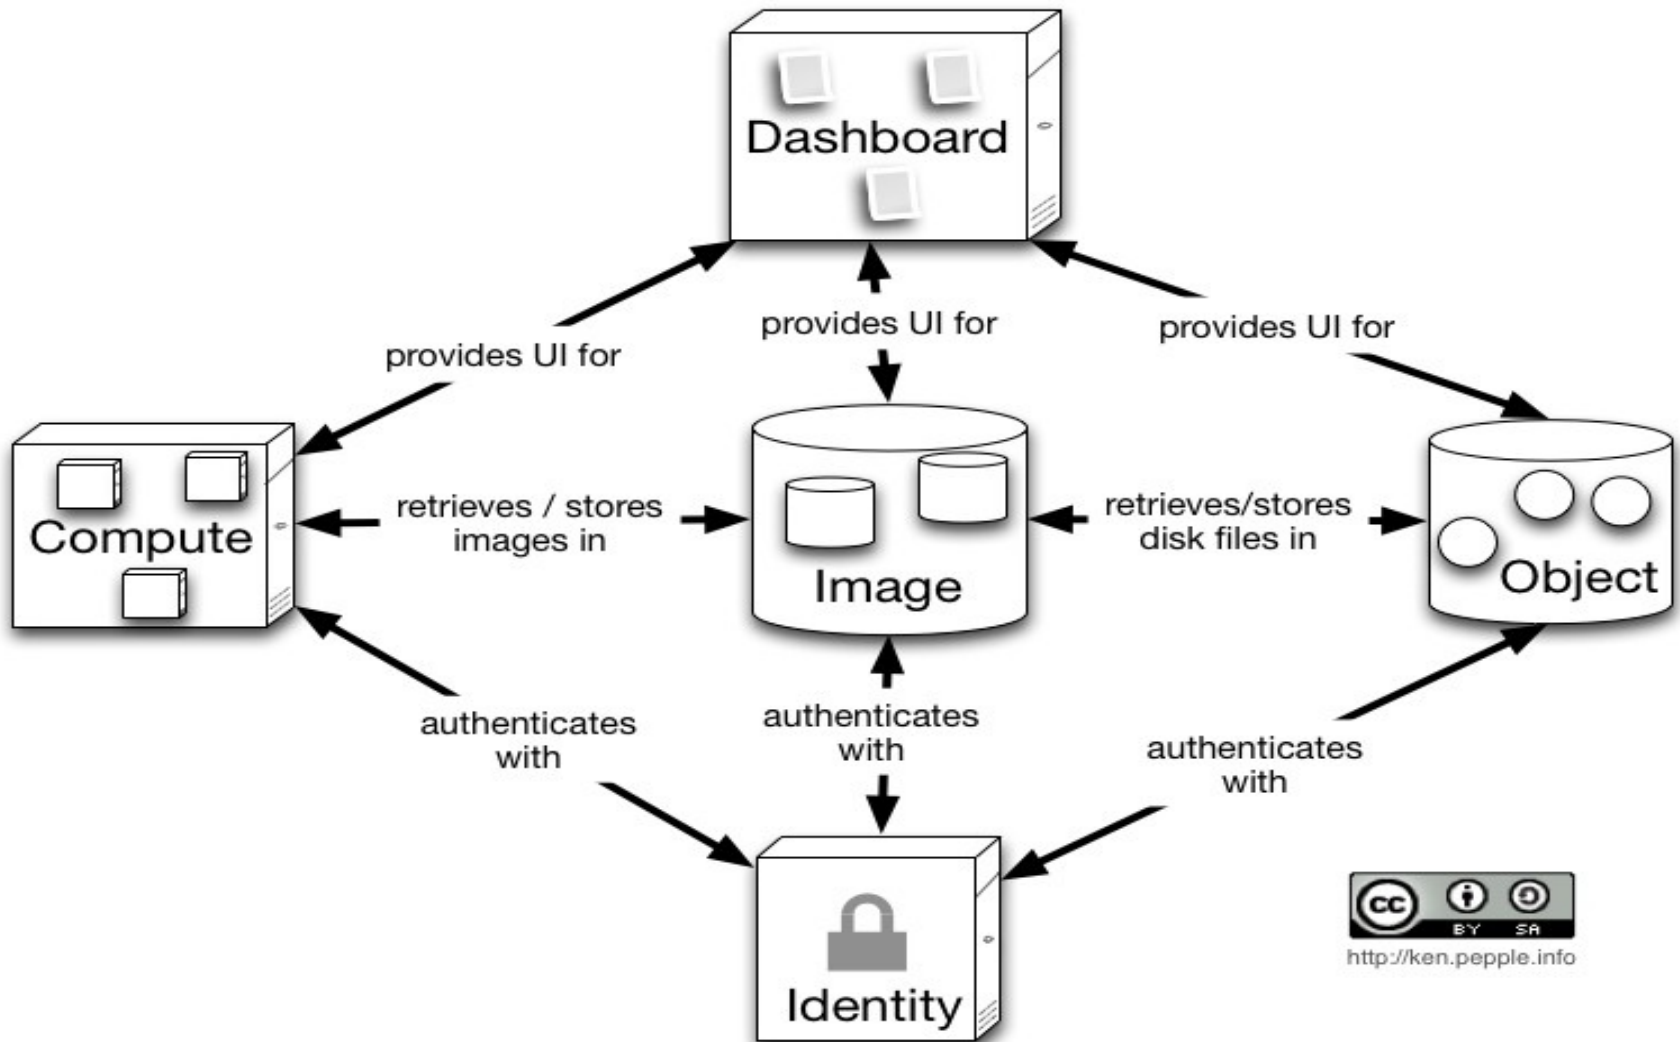 Dashboard
provides UI for
provides UI for
provides UI for
Compute
retrieves / stores
images in
Image
retrieves/stores
disk files in
Object
authenticates
with
authenticates
with
authenticates
with
Identity
cc
BY SA
http://ken.pepple.info